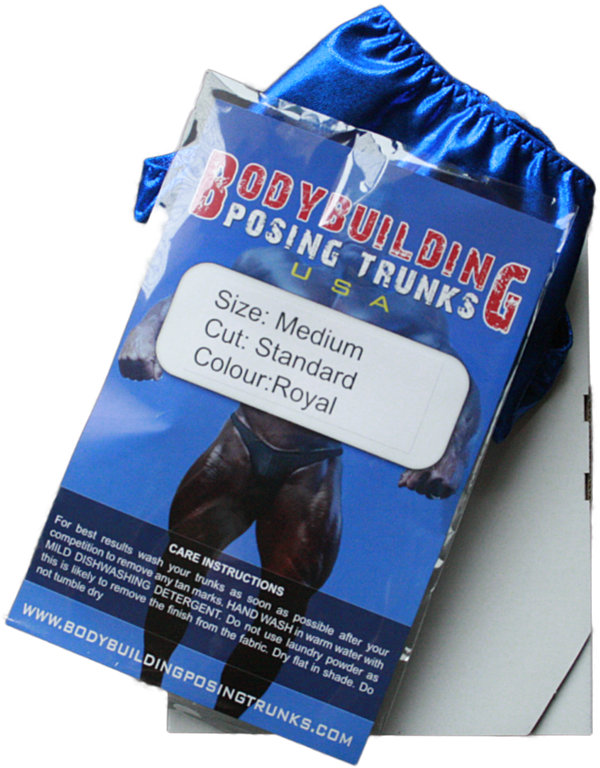 BODYBUILDING
POSING TRUNKS
USA
Size: Medium
Cut: Standard
Colour:Royal
CARE INSTRUCTIONS
For best results wash your trunks as soon as possible after your
competition to remove any tan marks. HAND WASH in warm water with
MILD DISHWASHING DETERGENT. Do not use laundry powder as
this is likely to remove the finish from the fabric. Dry flat in shade. Do
not tumble dry
WWW.BODYBUILDINGPOSINGTRUNKS.COM